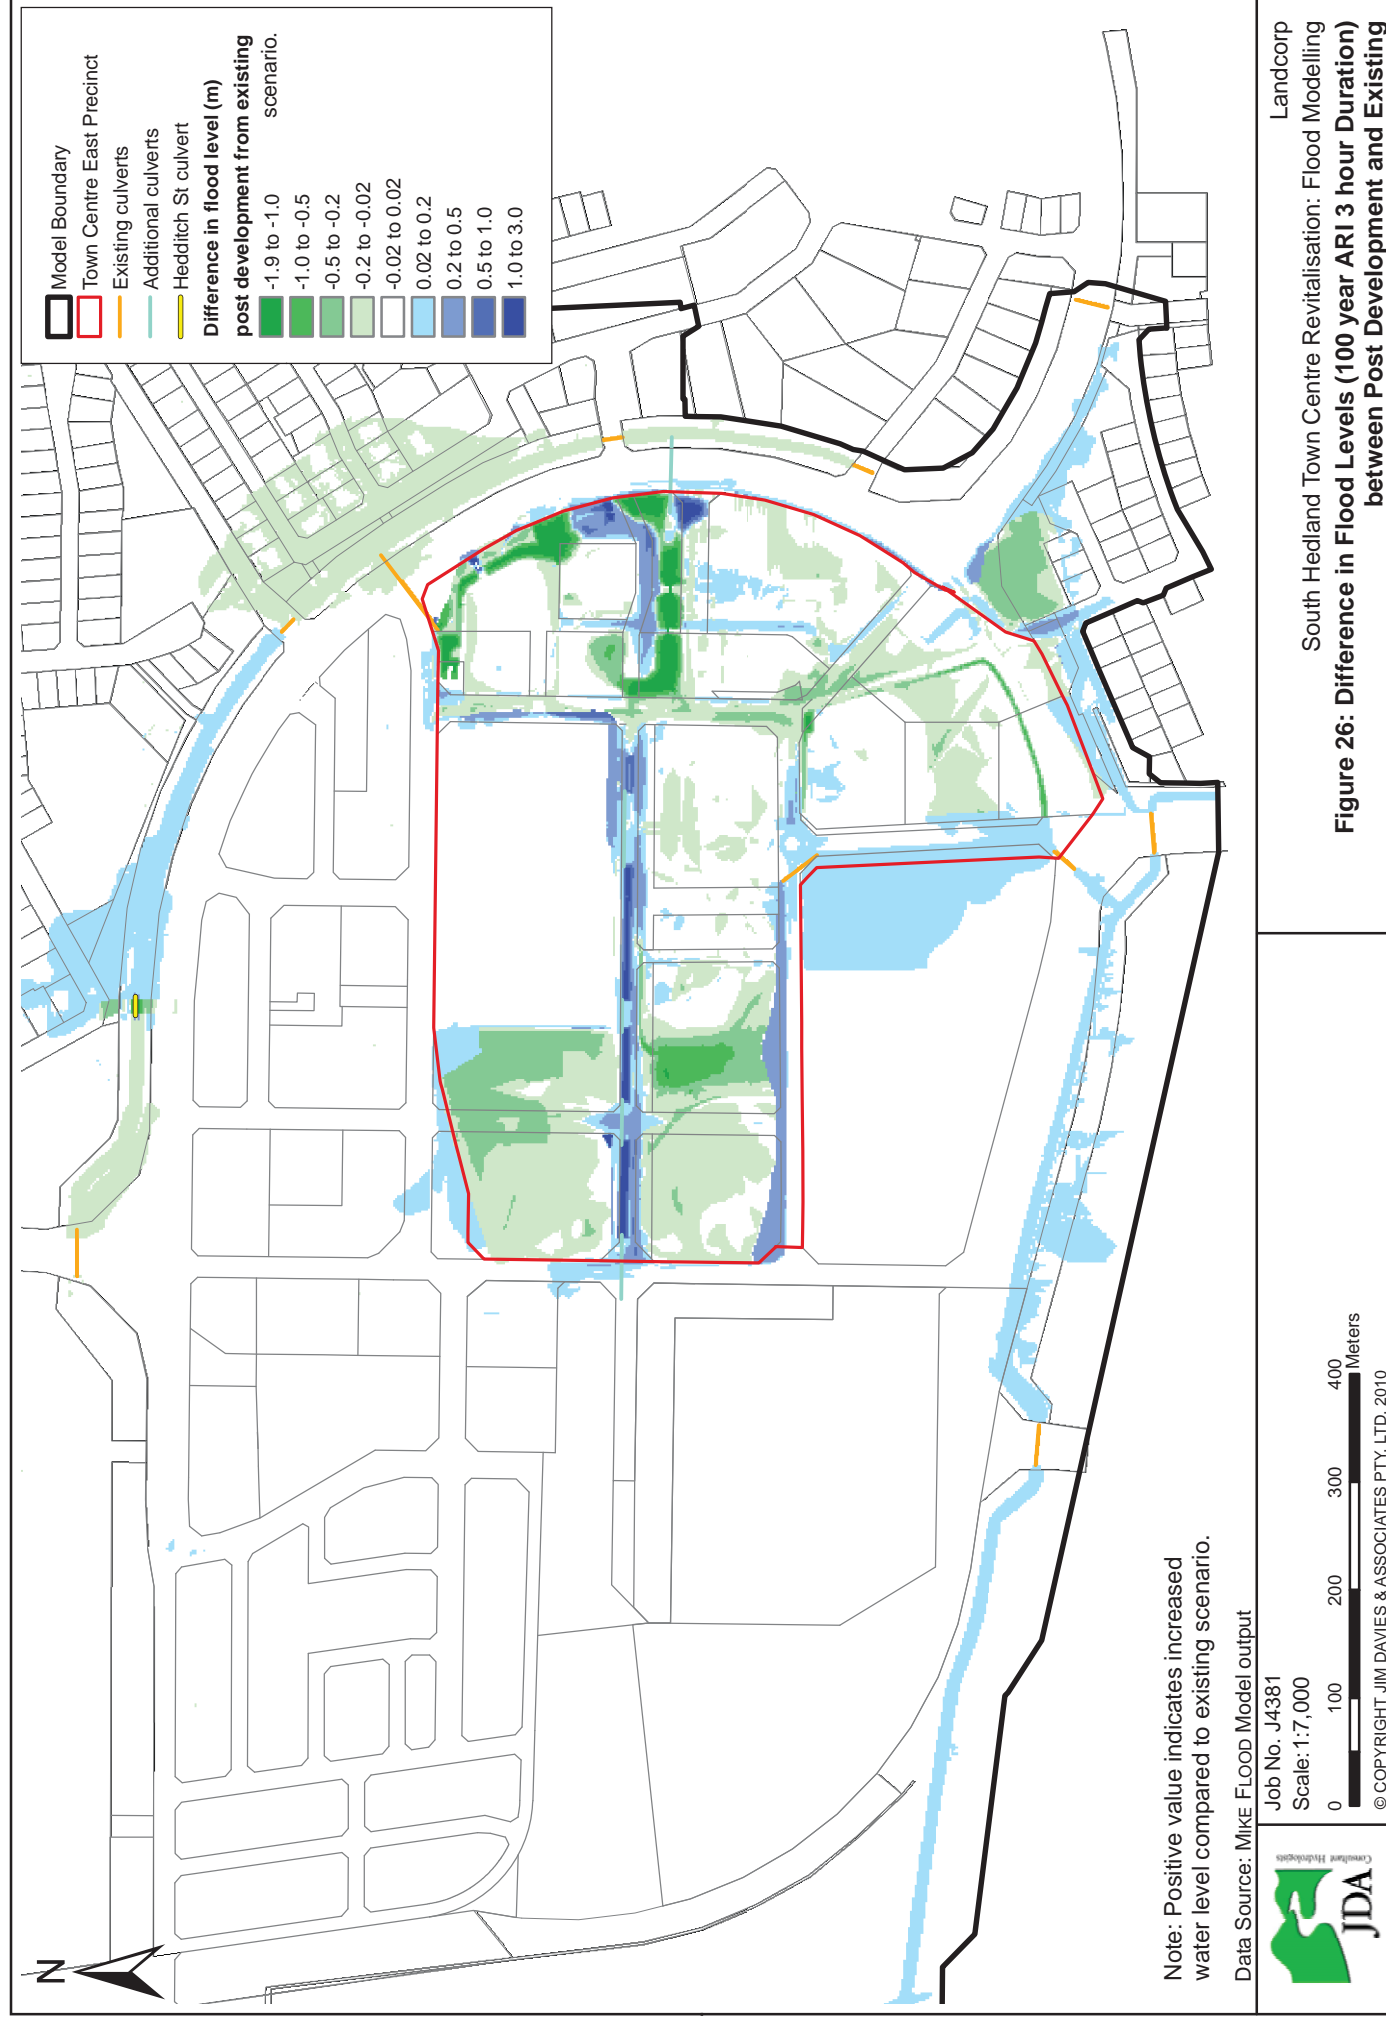 Model Boundary
Town Centre East Precinct
Existing culverts
Additional culverts
Hedditch St culvert
Difference in flood level (m)
post development from existing
scenario.
-1.9 to -1.0
-1.0 to -0.5
-0.5 to -0.2
-0.2 to -0.02
-0.02 to 0.02
0.02 to 0.2
0.2 to 0.5
0.5 to 1.0
1.0 to 3.0
N
Note: Positive value indicates increased
water level compared to existing scenario.
Data Source: MIKE FLOOD Model output
JDA
Consultant Hydrologists
Job No. J4381
Scale:1:7,000
0 100 200 300 400
Meters
© COPYRIGHT JIM DAVIES & ASSOCIATES PTY. LTD. 2010
Landcorp
South Hedland Town Centre Revitalisation: Flood Modelling
Figure 26: Difference in Flood Levels (100 year ARI 3 hour Duration)
between Post Development and Existing